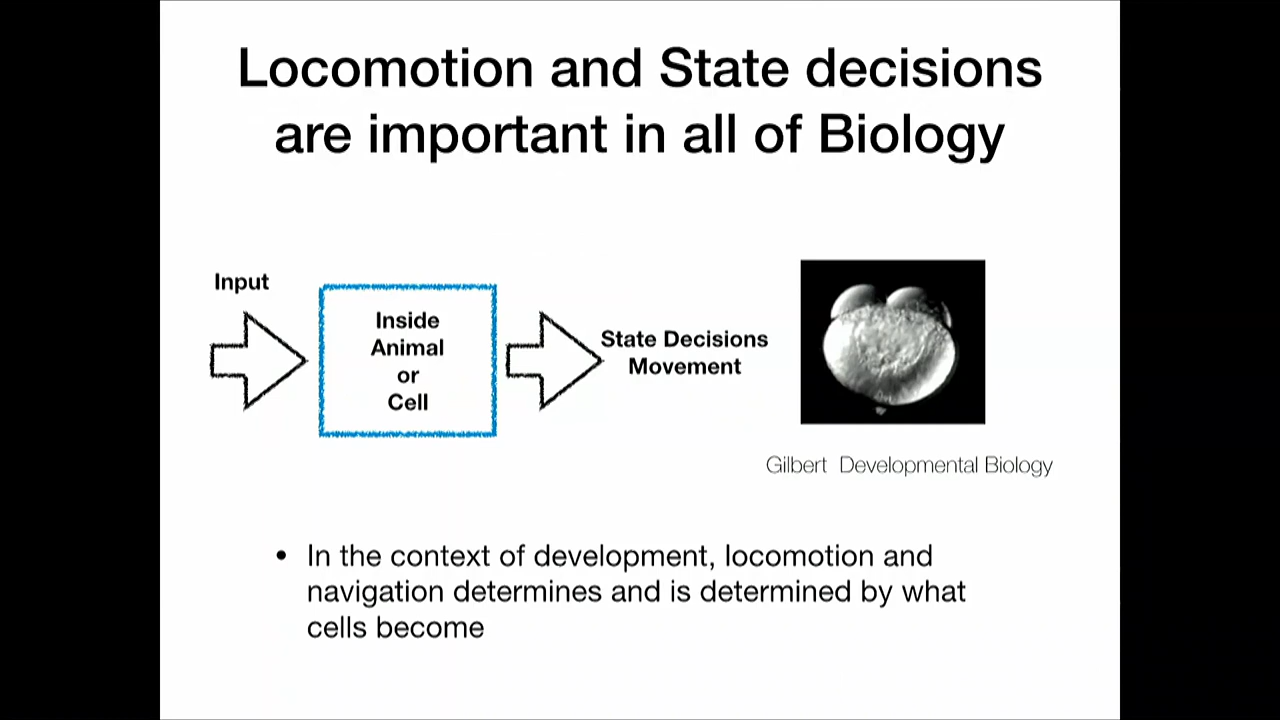 Locomotion and State decisions
are important in all of Biology
Input
Inside
Animal
or
Cell
State Decisions
Movement
Gilbert Developmental Biology
• In the context of development, locomotion and
navigation determines and is determined by what
cells become